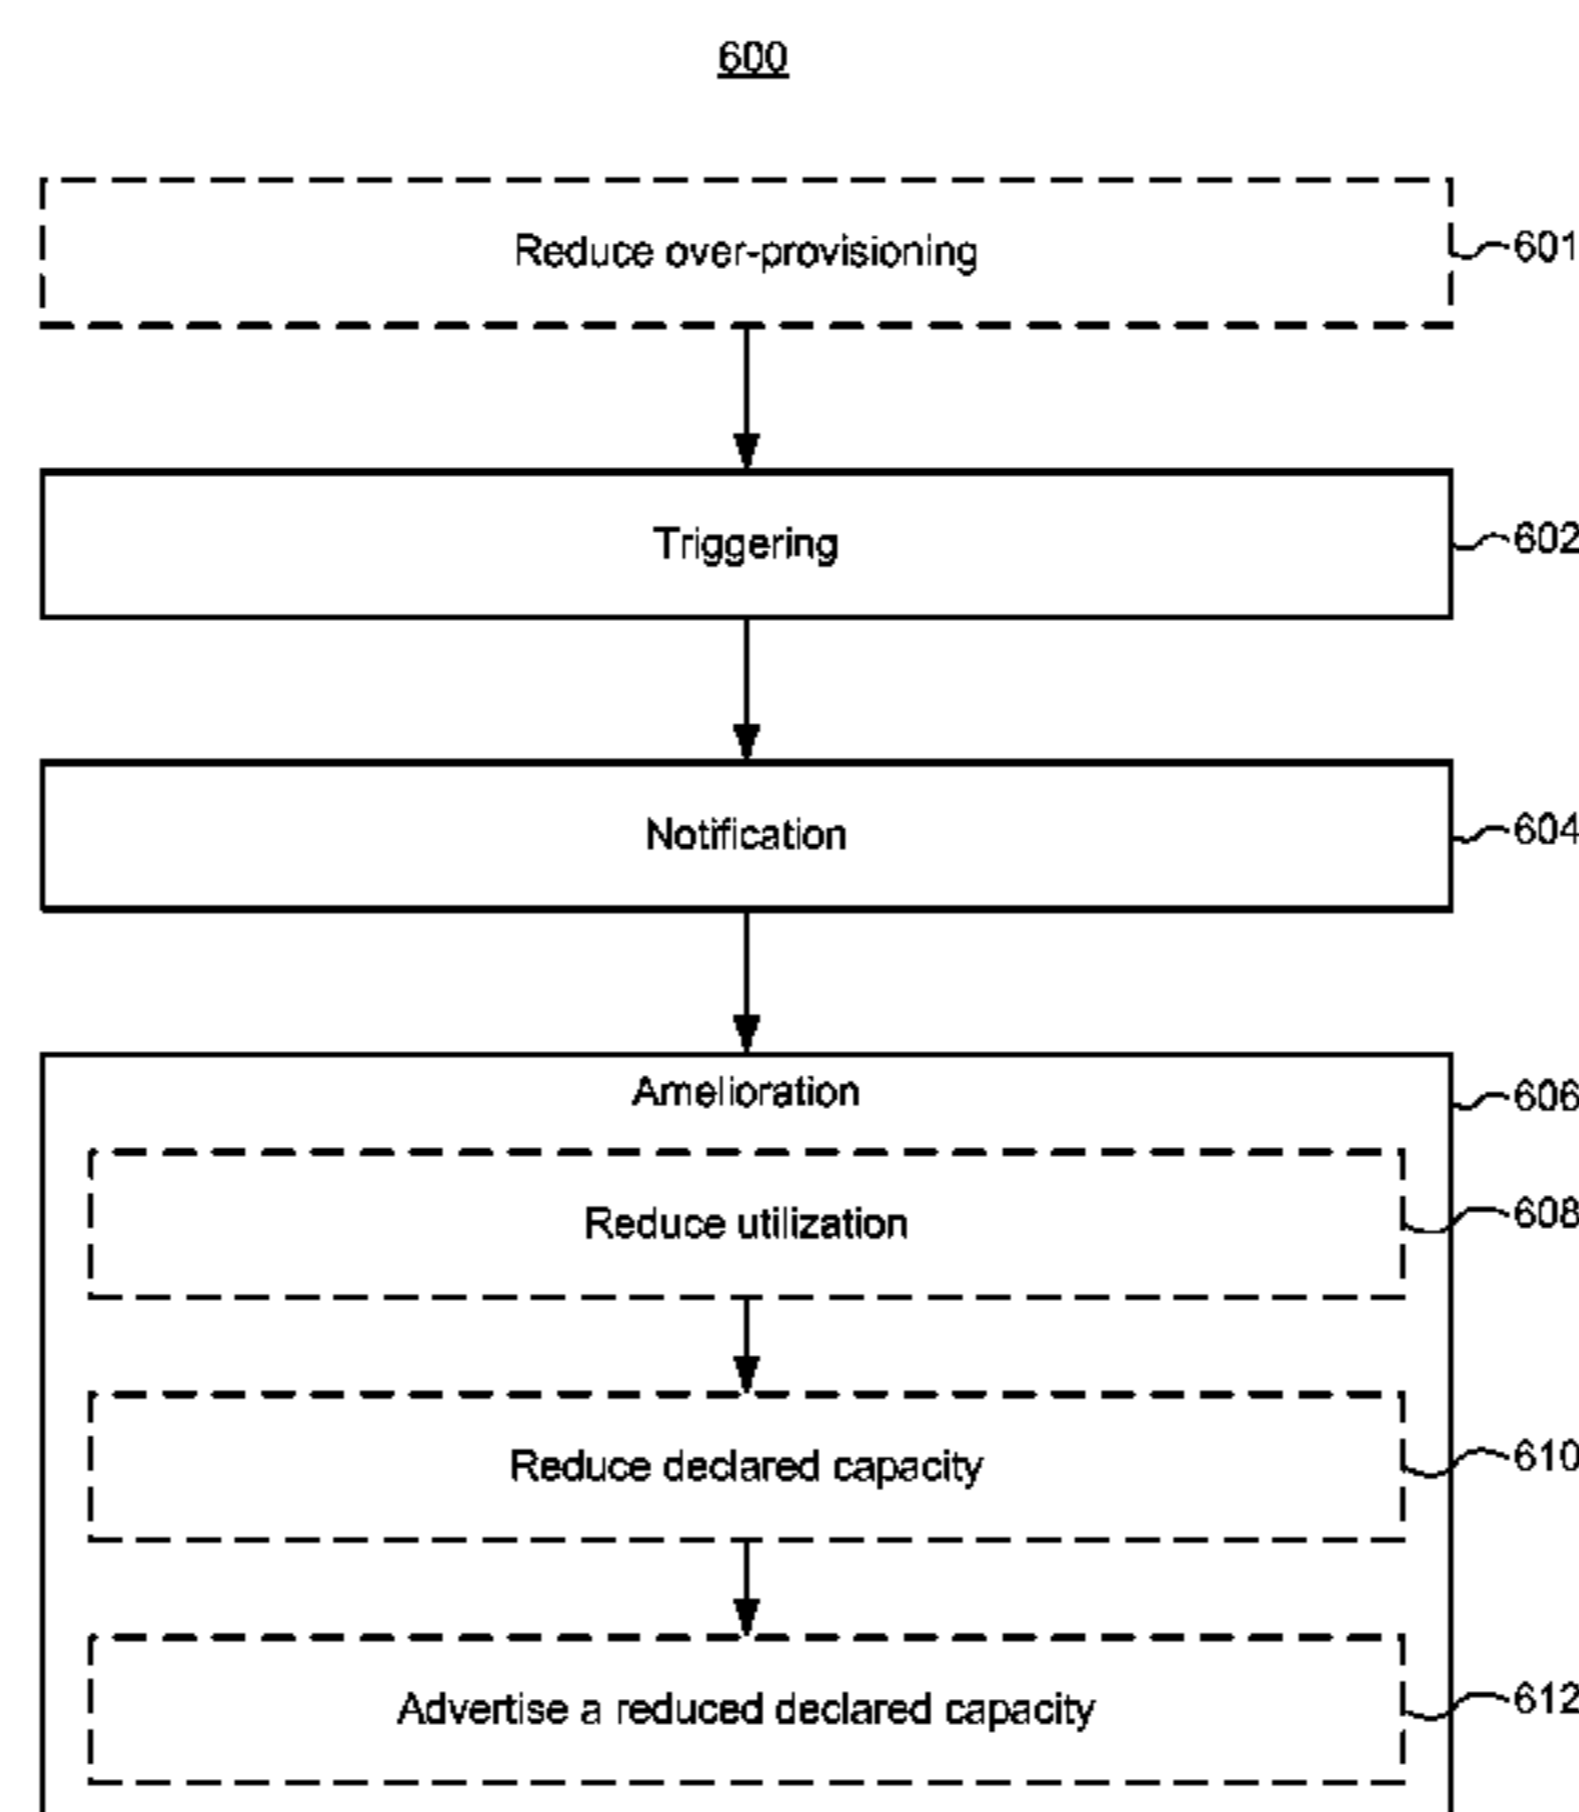 600
Reduce over-provisioning
601
Triggering
602
Notification
604
Amelioration
606
Reduce utilization
608
Reduce declared capacity
610
Advertise a reduced declared capacity
612